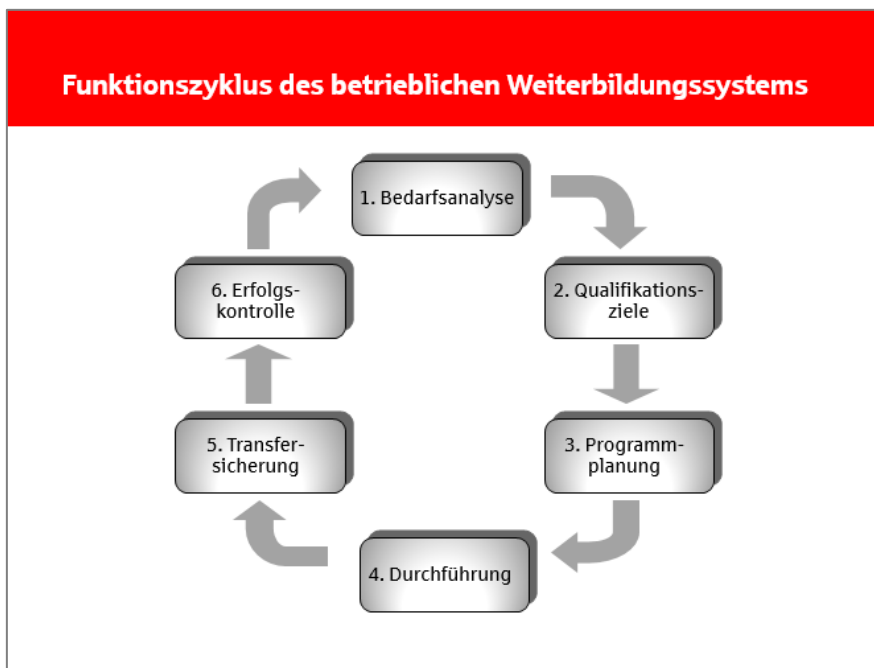 Funktionszyklus des betrieblichen Weiterbildungssystems
1. Bedarfsanalyse
2. Qualifikations-
ziele
3. Programm-
planung
4. Durchführung
5. Transfer-
sicherung
6. Erfolgs-
kontrolle